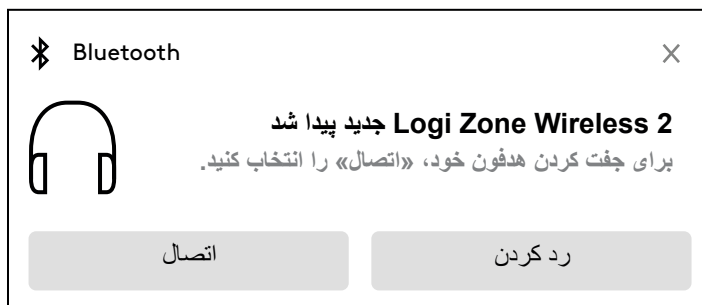 Bluetooth
Logi Zone Wireless 2 جدید پیدا شد
برای جفت کردن هدفون خود، «اتصال» را انتخاب کنید.
رد کردن
اتصال